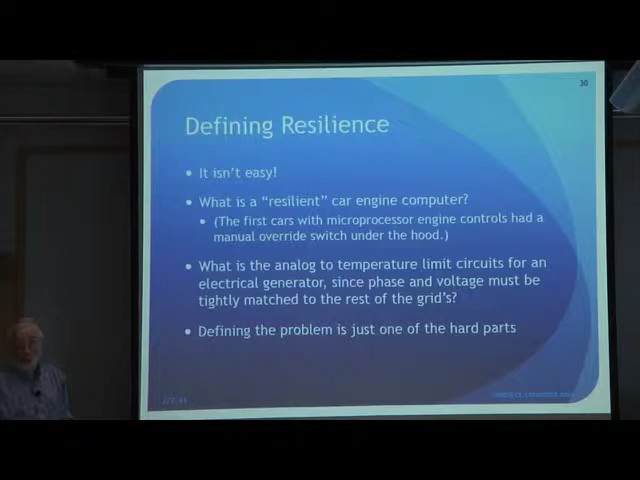 30
Defining Resilience
• It isn't easy!
• What is a "resilient" car engine computer?
• (The first cars with microprocessor engine controls had a
manual override switch under the hood.)
• What is the analog to temperature limit circuits for an
electrical generator, since phase and voltage must be
tightly matched to the rest of the grid's?
• Defining the problem is just one of the hard parts